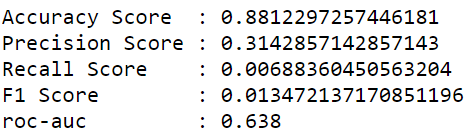 Accuracy Score  : 0.8812297257446181
Precision Score : 0.3142857142857143
Recall Score    : 0.00688360450563204
F1 Score        : 0.013472137170851196
roc-auc         : 0.638